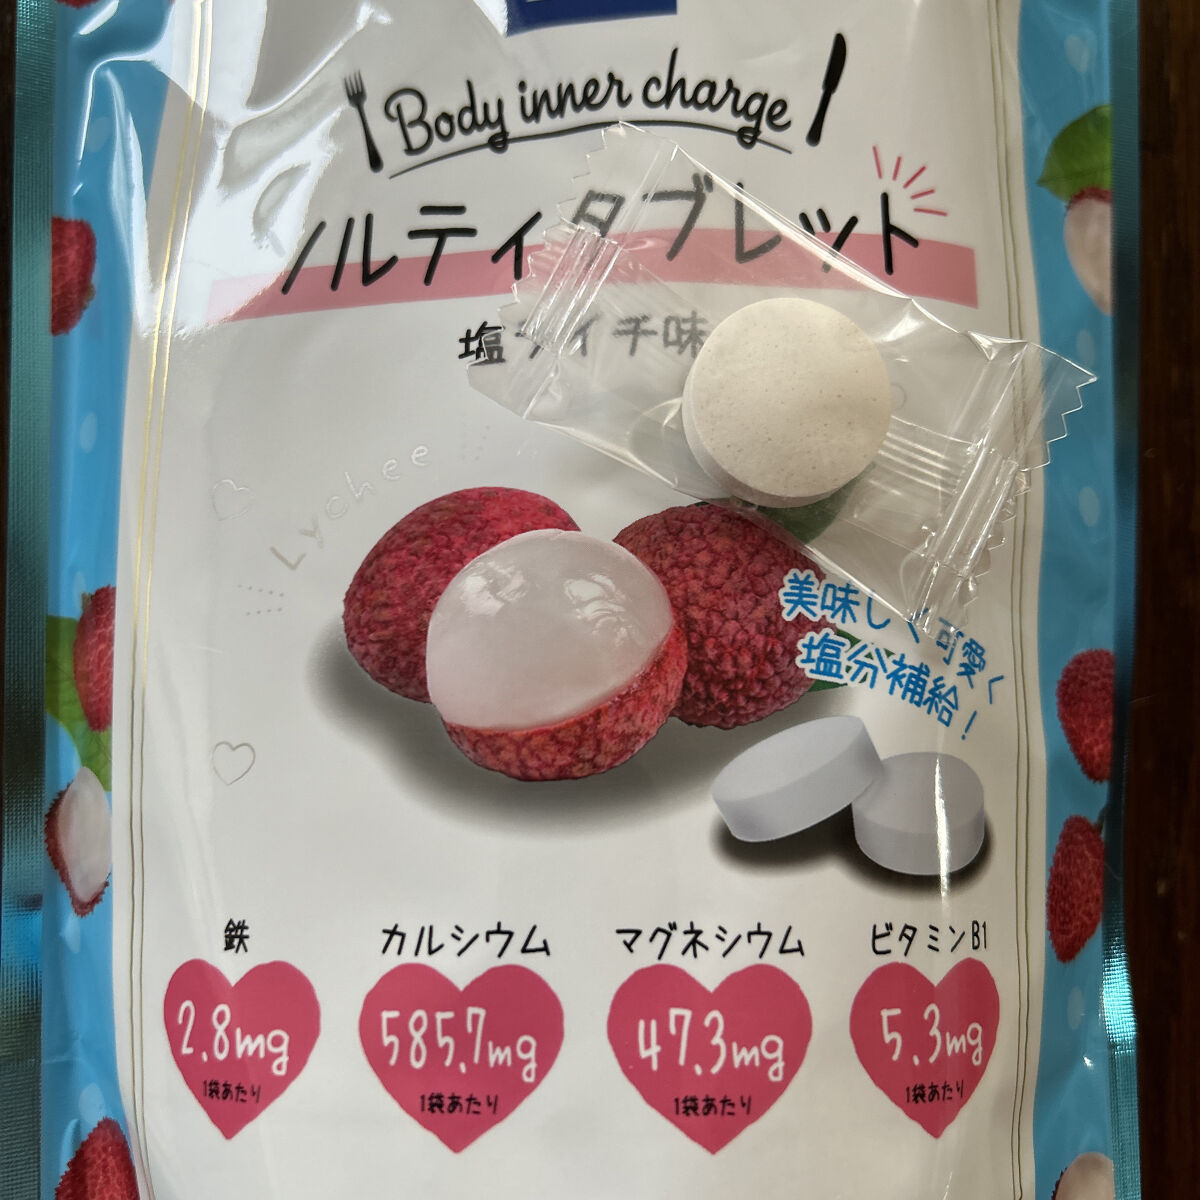 Body inner charge
ソルティタブレット
塩ライチ味
Lychee
美味しく可愛く
塩分補給!
鉄 カルシウム マグネシウム ビタミンB1
2.8mg 585.7mg 47.3mg 5.3mg
1袋あたり 1袋あたり 1袋あたり 1袋あたり